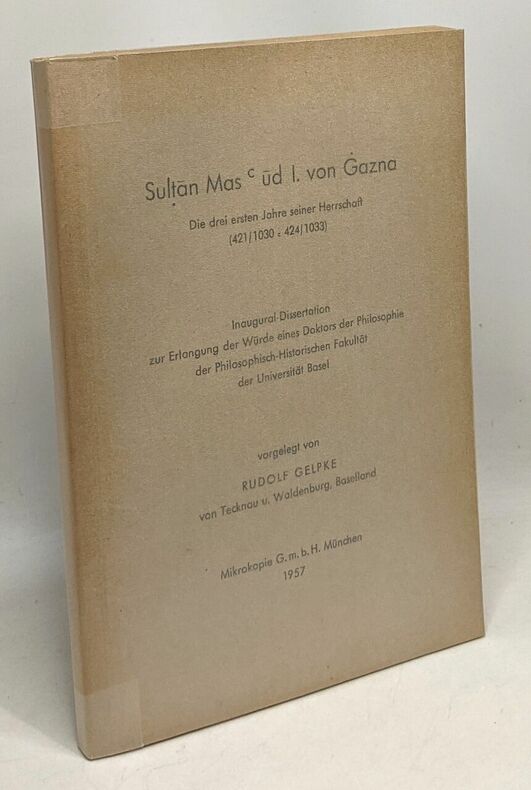 Sulṭān Mas ᶜ ūd I. von Ġazna
Die drei ersten Jahre seiner Herrschaft
(421/1030 - 424/1033)
Inaugural-Dissertation
zur Erlangung der Würde eines Doktors der Philosophie
der Philosophisch-Historischen Fakultät
der Universität Basel
vorgelegt von
RUDOLF GELPKE
von Tecknau u. Waldenburg, Baselland
Mikrokopie G. m. b. H. München
1957